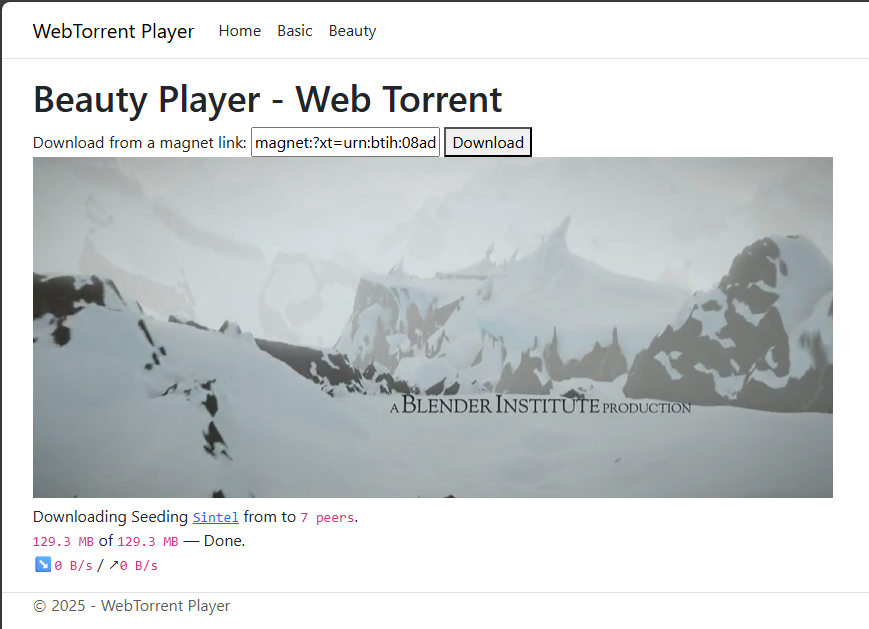 WebTorrent Player Home Basic Beauty
Beauty Player - Web Torrent
Download from a magnet link: magnet:?xt=urn:btih:08ad Download
A BLENDER INSTITUTE PRODUCTION
Downloading Seeding Sintel from to 7 peers.
129.3 MB of 129.3 MB — Done.
↘️0 B/s / ↗0 B/s
© 2025 - WebTorrent Player